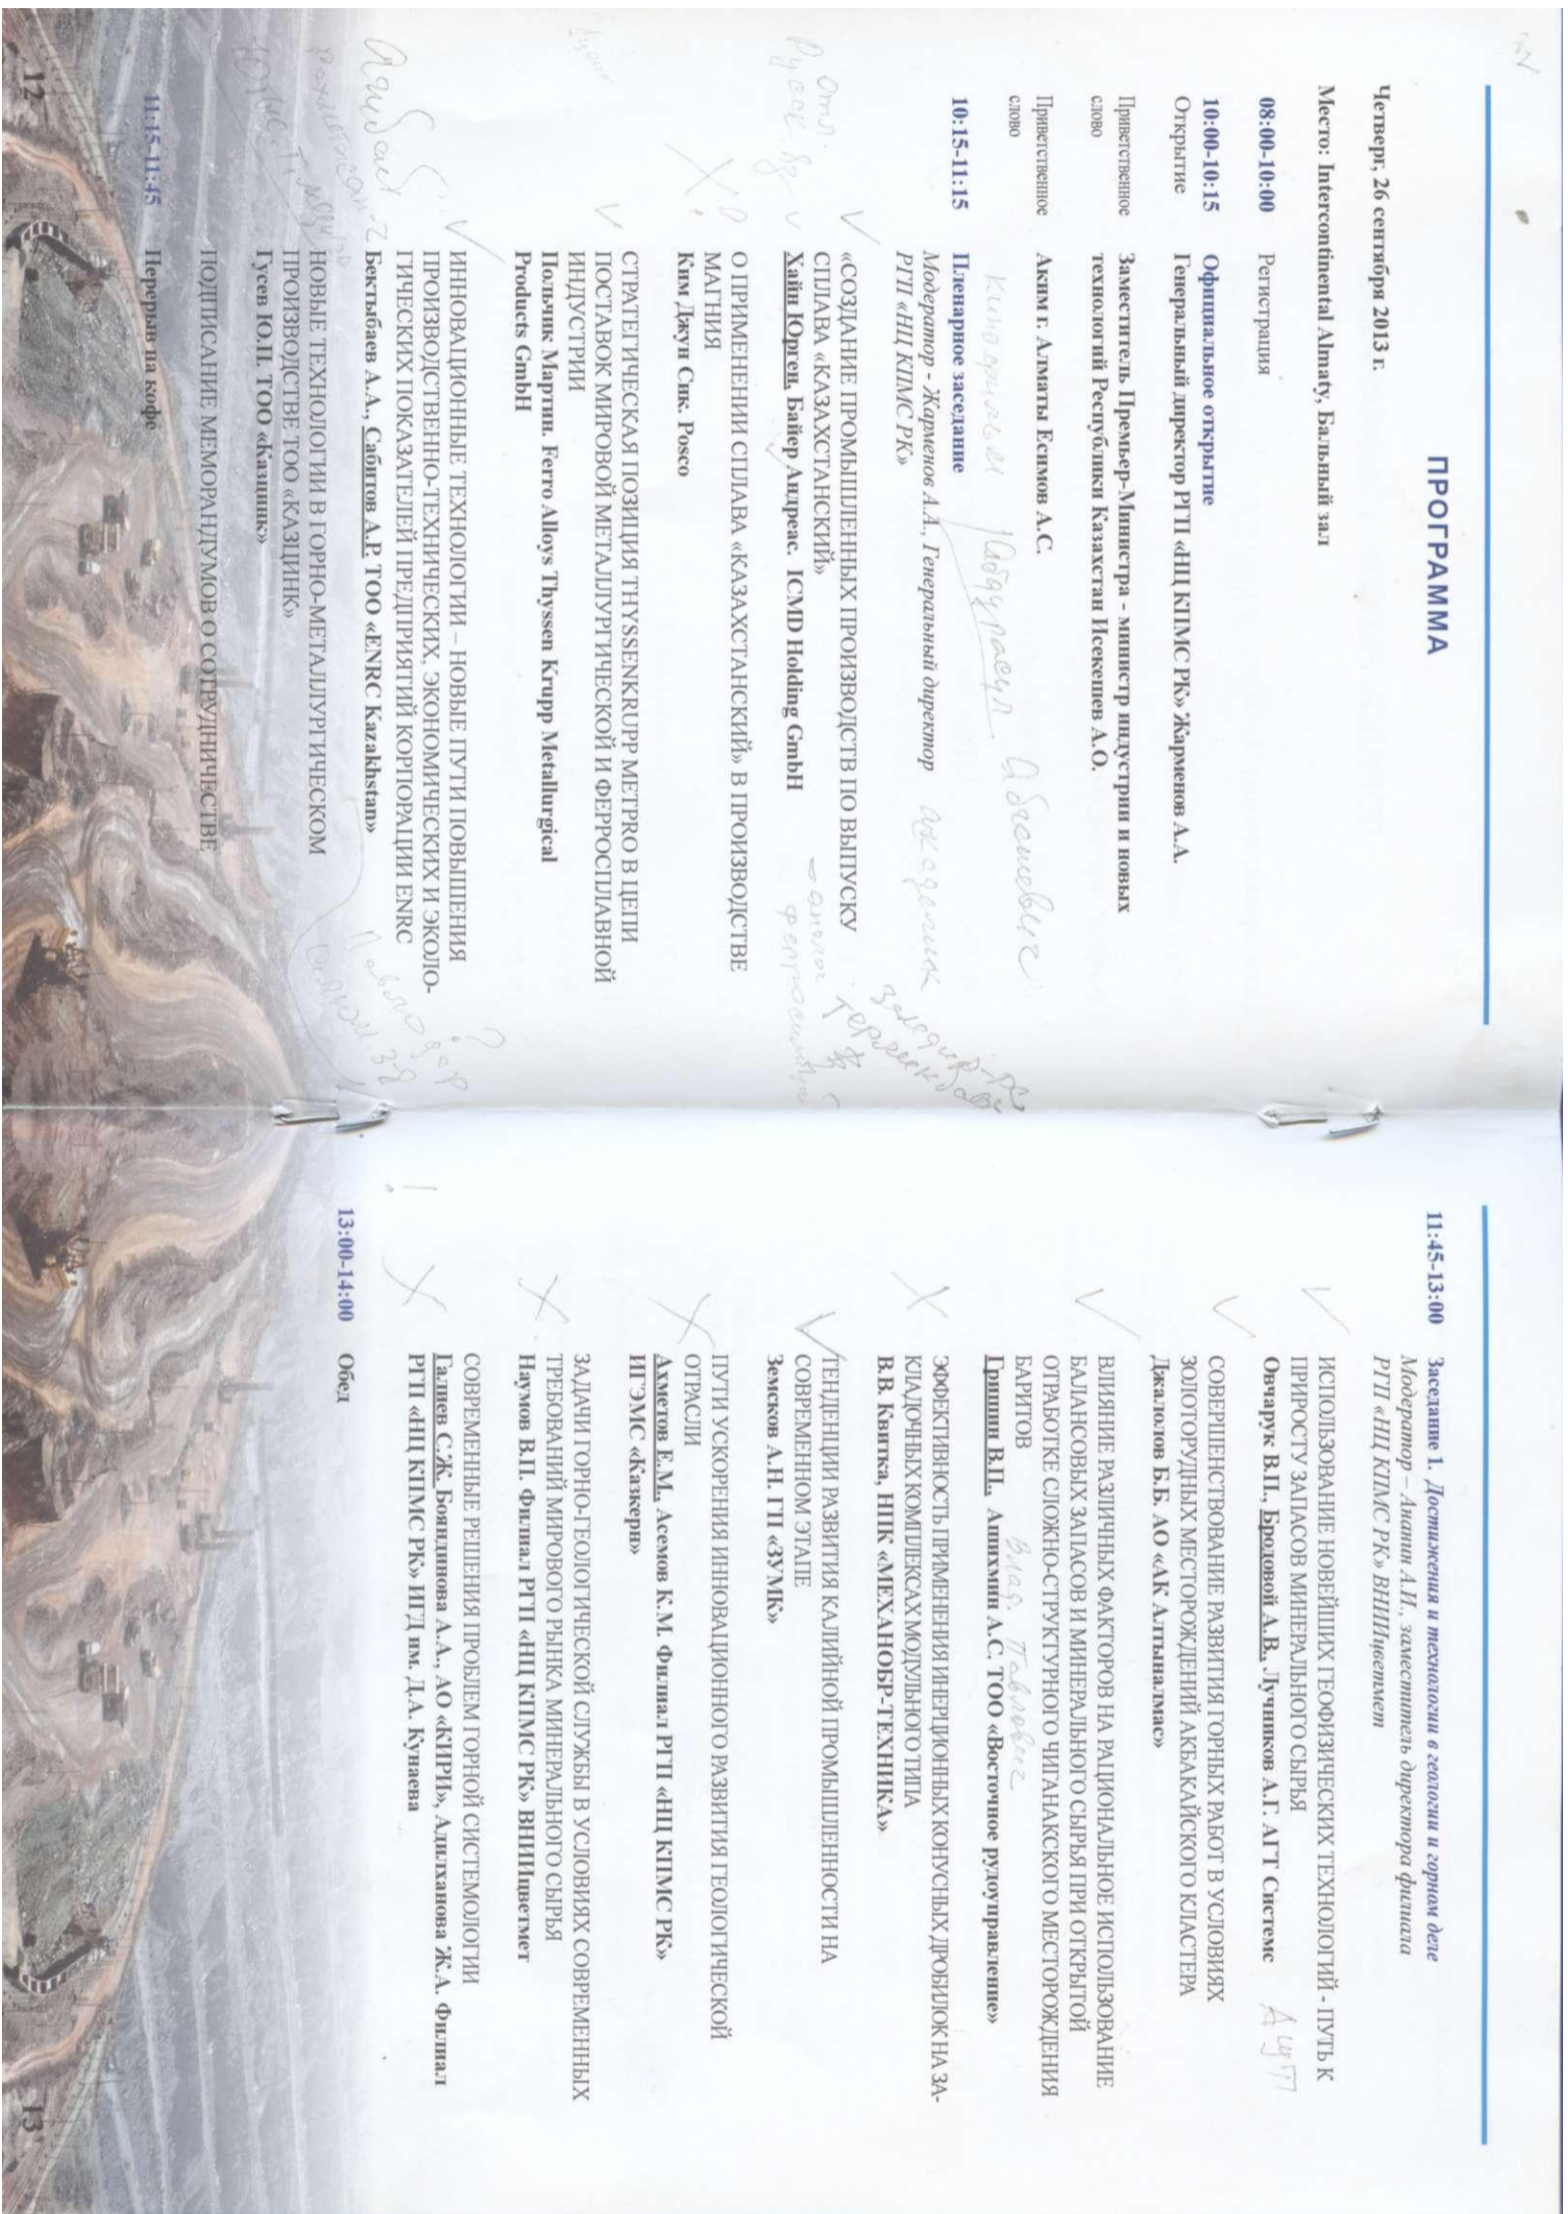 ПРОГРАММА
Четверг, 26 сентября 2013 г.
Место: Intercontinental Almaty, Бальный зал
08:00-10:00 Регистрация
10:00-10:15 Официальное открытие
Открытие Генеральный директор РГП «НЦ КПМС РК» Жарменов А.А.
Приветственное Заместитель Премьер-Министра - министр индустрии и новых
слово технологий Республики Казахстан Исекешев А.О.
Приветственное Аким г. Алматы Есимов А.С.
слово
Абдурасул Абишевич
10:15-11:15 Пленарное заседание
Модератор - Жарменов А.А., Генеральный директор академик
РГП «НЦ КПМС РК»
«СОЗДАНИЕ ПРОМЫШЛЕННЫХ ПРОИЗВОДСТВ ПО ВЫПУСКУ
СПЛАВА «КАЗАХСТАНСКИЙ»
Хайн Юрген, Байер Андреас. ICMD Holding GmbH
О ПРИМЕНЕНИИ СПЛАВА «КАЗАХСТАНСКИЙ» В ПРОИЗВОДСТВЕ
МАГНИЯ
Ким Джун Сик. Posco
СТРАТЕГИЧЕСКАЯ ПОЗИЦИЯ THYSSENKRUPP METPRO В ЦЕПИ
ПОСТАВОК МИРОВОЙ МЕТАЛЛУРГИЧЕСКОЙ И ФЕРРОСПЛАВНОЙ
ИНДУСТРИИ
Польчик Мартин. Ferro Alloys Thyssen Krupp Metallurgical
Products GmbH
ИННОВАЦИОННЫЕ ТЕХНОЛОГИИ – НОВЫЕ ПУТИ ПОВЫШЕНИЯ
ПРОИЗВОДСТВЕННО-ТЕХНИЧЕСКИХ, ЭКОНОМИЧЕСКИХ И ЭКОЛО-
ГИЧЕСКИХ ПОКАЗАТЕЛЕЙ ПРЕДПРИЯТИЙ КОРПОРАЦИИ ENRC
Бектыбаев А.А., Сабитов А.Р. ТОО «ENRC Kazakhstan»
Павлодар
НОВЫЕ ТЕХНОЛОГИИ В ГОРНО-МЕТАЛЛУРГИЧЕСКОМ
ПРОИЗВОДСТВЕ ТОО «КАЗЦИНК»
Гусев Ю.П. ТОО «Казцинк»
ПОДПИСАНИЕ МЕМОРАНДУМОВ О СОТРУДНИЧЕСТВЕ
11:15-11:45 Перерыв на кофе
12
11:45-13:00 Заседание 1. Достижения и технологии в геологии и горном деле
Модератор – Ананин А.И., заместитель директора филиала
РГП «НЦ КПМС РК» ВНИИцветмет
ИСПОЛЬЗОВАНИЕ НОВЕЙШИХ ГЕОФИЗИЧЕСКИХ ТЕХНОЛОГИЙ - ПУТЬ К
ПРИРОСТУ ЗАПАСОВ МИНЕРАЛЬНОГО СЫРЬЯ
Овчарук В.П., Бродовой А.В., Лучников А.Г. АГТ Системс
СОВЕРШЕНСТВОВАНИЕ РАЗВИТИЯ ГОРНЫХ РАБОТ В УСЛОВИЯХ
ЗОЛОТОРУДНЫХ МЕСТОРОЖДЕНИЙ АКБАКАЙСКОГО КЛАСТЕРА
Джалолов Б.Б. АО «АК Алтыналмас»
ВЛИЯНИЕ РАЗЛИЧНЫХ ФАКТОРОВ НА РАЦИОНАЛЬНОЕ ИСПОЛЬЗОВАНИЕ
БАЛАНСОВЫХ ЗАПАСОВ И МИНЕРАЛЬНОГО СЫРЬЯ ПРИ ОТКРЫТОЙ
ОТРАБОТКЕ СЛОЖНО-СТРУКТУРНОГО ЧИГАНАКСКОГО МЕСТОРОЖДЕНИЯ
БАРИТОВ Влад. Павлович
Гришин В.П., Анихмин А.С. ТОО «Восточное рудоуправление»
ЭФФЕКТИВНОСТЬ ПРИМЕНЕНИЯ ИНЕРЦИОННЫХ КОНУСНЫХ ДРОБИЛОК НА ЗА-
КЛАДОЧНЫХ КОМПЛЕКСАХ МОДУЛЬНОГО ТИПА
В.В. Квитка, НПК «МЕХАНОБР-ТЕХНИКА»
ТЕНДЕНЦИИ РАЗВИТИЯ КАЛИЙНОЙ ПРОМЫШЛЕННОСТИ НА
СОВРЕМЕННОМ ЭТАПЕ
Земсков А.Н. ГП «ЗУМК»
ПУТИ УСКОРЕНИЯ ИННОВАЦИОННОГО РАЗВИТИЯ ГЕОЛОГИЧЕСКОЙ
ОТРАСЛИ
Ахметов Е.М., Асемов К.М. Филиал РГП «НЦ КПМС РК»
ИГЭМС «Казкерн»
ЗАДАЧИ ГОРНО-ГЕОЛОГИЧЕСКОЙ СЛУЖБЫ В УСЛОВИЯХ СОВРЕМЕННЫХ
ТРЕБОВАНИЙ МИРОВОГО РЫНКА МИНЕРАЛЬНОГО СЫРЬЯ
Наумов В.П. Филиал РГП «НЦ КПМС РК» ВНИИцветмет
СОВРЕМЕННЫЕ РЕШЕНИЯ ПРОБЛЕМ ГОРНОЙ СИСТЕМОЛОГИИ
Галиев С.Ж. Бояндинова А.А., АО «КИРИ», Адилханова Ж.А. Филиал
РГП «НЦ КПМС РК» ИГД им. Д.А. Кунаева
13:00-14:00 Обед
13